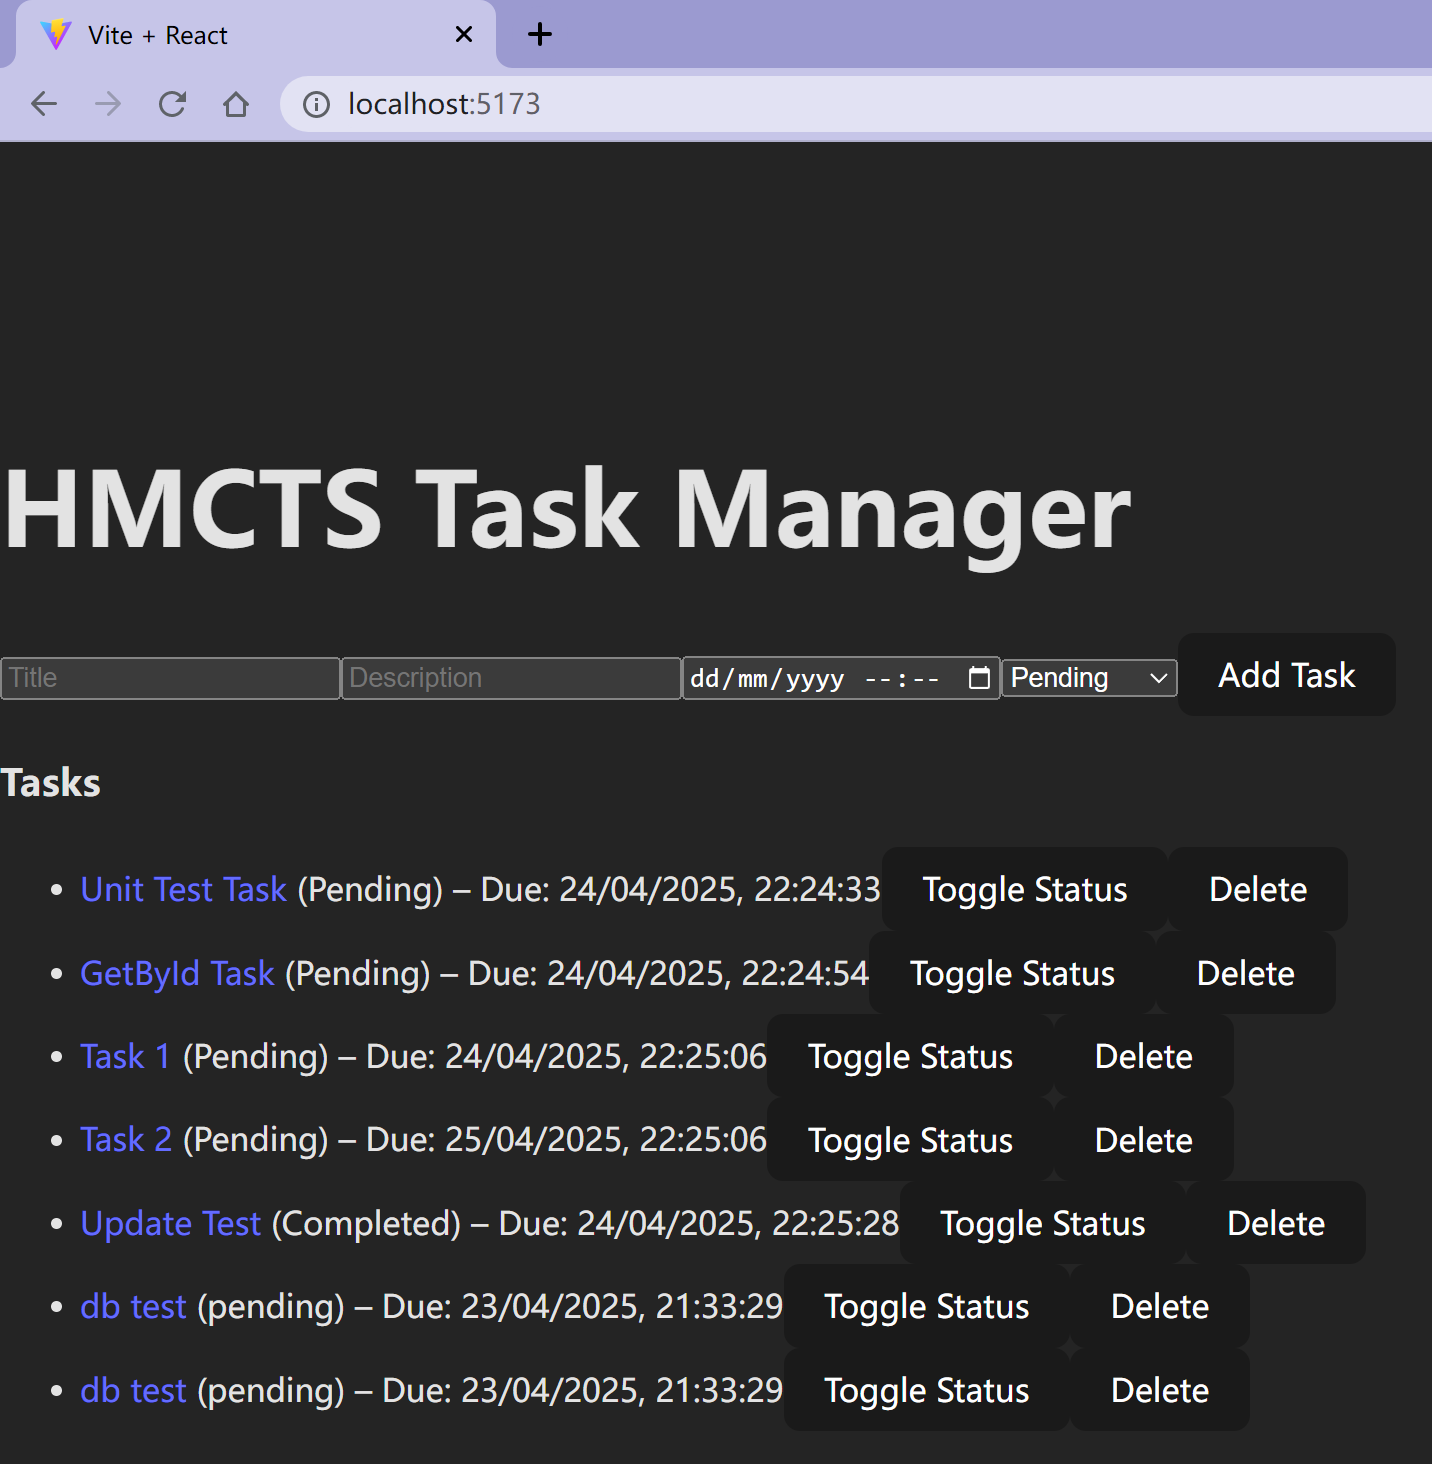 Vite + React
localhost:5173
HMCTS Task Manager
Title Description dd/mm/yyyy --:-- Pending Add Task
Tasks
• Unit Test Task (Pending) – Due: 24/04/2025, 22:24:33 Toggle Status Delete
• GetById Task (Pending) – Due: 24/04/2025, 22:24:54 Toggle Status Delete
• Task 1 (Pending) – Due: 24/04/2025, 22:25:06 Toggle Status Delete
• Task 2 (Pending) – Due: 25/04/2025, 22:25:06 Toggle Status Delete
• Update Test (Completed) – Due: 24/04/2025, 22:25:28 Toggle Status Delete
• db test (pending) – Due: 23/04/2025, 21:33:29 Toggle Status Delete
• db test (pending) – Due: 23/04/2025, 21:33:29 Toggle Status Delete